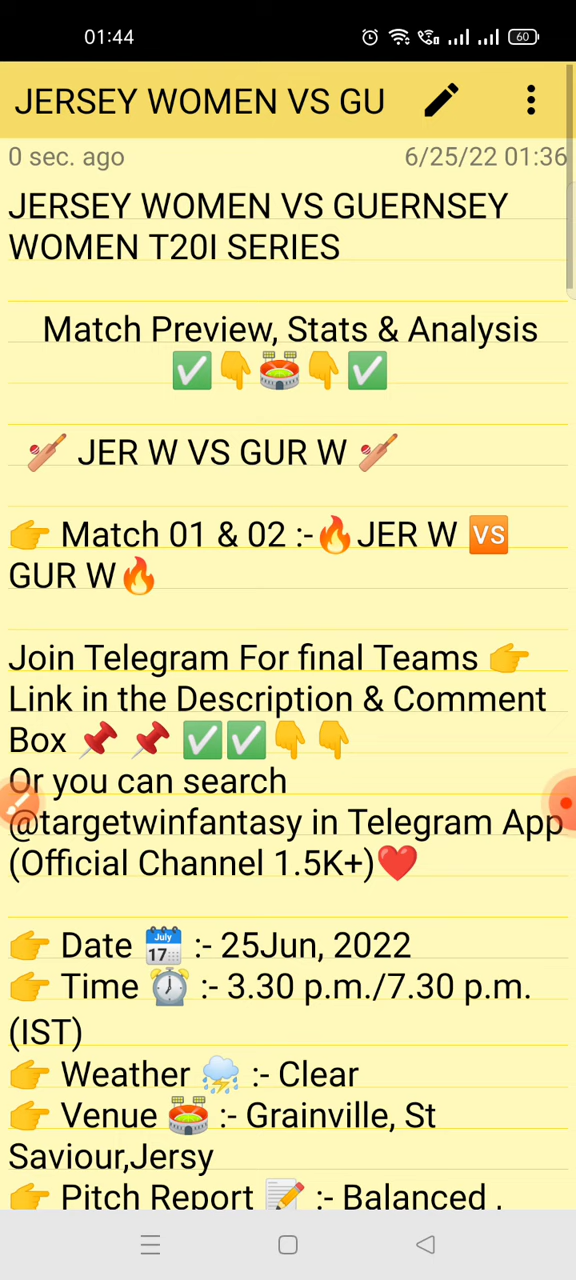 01:44
60
JERSEY WOMEN VS GU
0 sec. ago
6/25/22 01:36
JERSEY WOMEN VS GUERNSEY
WOMEN T20I SERIES
Match Preview, Stats & Analysis
✅👇🏟👇✅
🏏 JER W VS GUR W 🏏
👉 Match 01 & 02 :-🔥JER W 🆚
GUR W🔥
Join Telegram For final Teams 👉
Link in the Description & Comment
Box 📌 📌 ✅✅👇👇
Or you can search
@targetwinfantasy in Telegram App
(Official Channel 1.5K+)❤️
👉 Date 📅 :- 25Jun, 2022
👉 Time ⏰ :- 3.30 p.m./7.30 p.m.
(IST)
👉 Weather ⛈ :- Clear
👉 Venue 🏟 :- Grainville, St
Saviour,Jersy
👉 Pitch Report 📝 :- Balanced ,